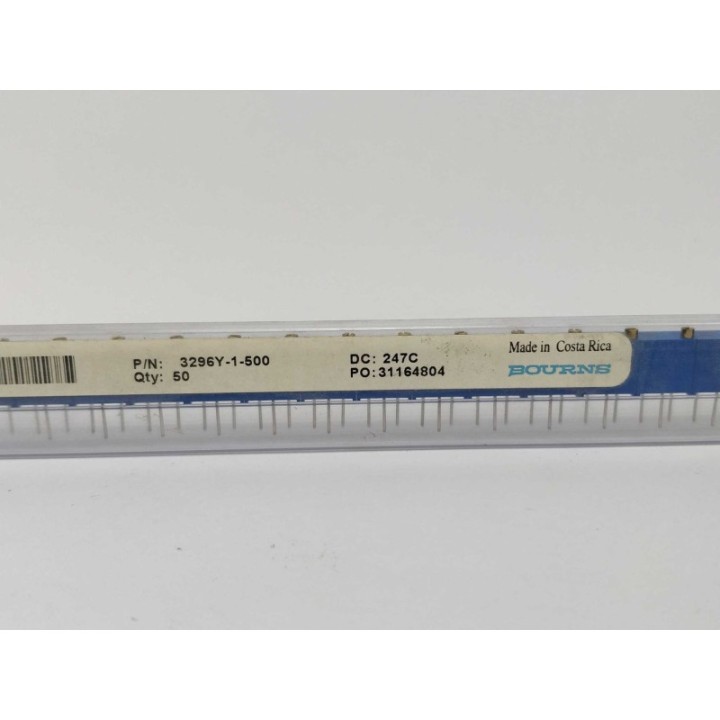 P/N: 3296Y-1-500
Qty: 50
DC: 247C
PO: 31164804
Made in Costa Rica
BOURNS